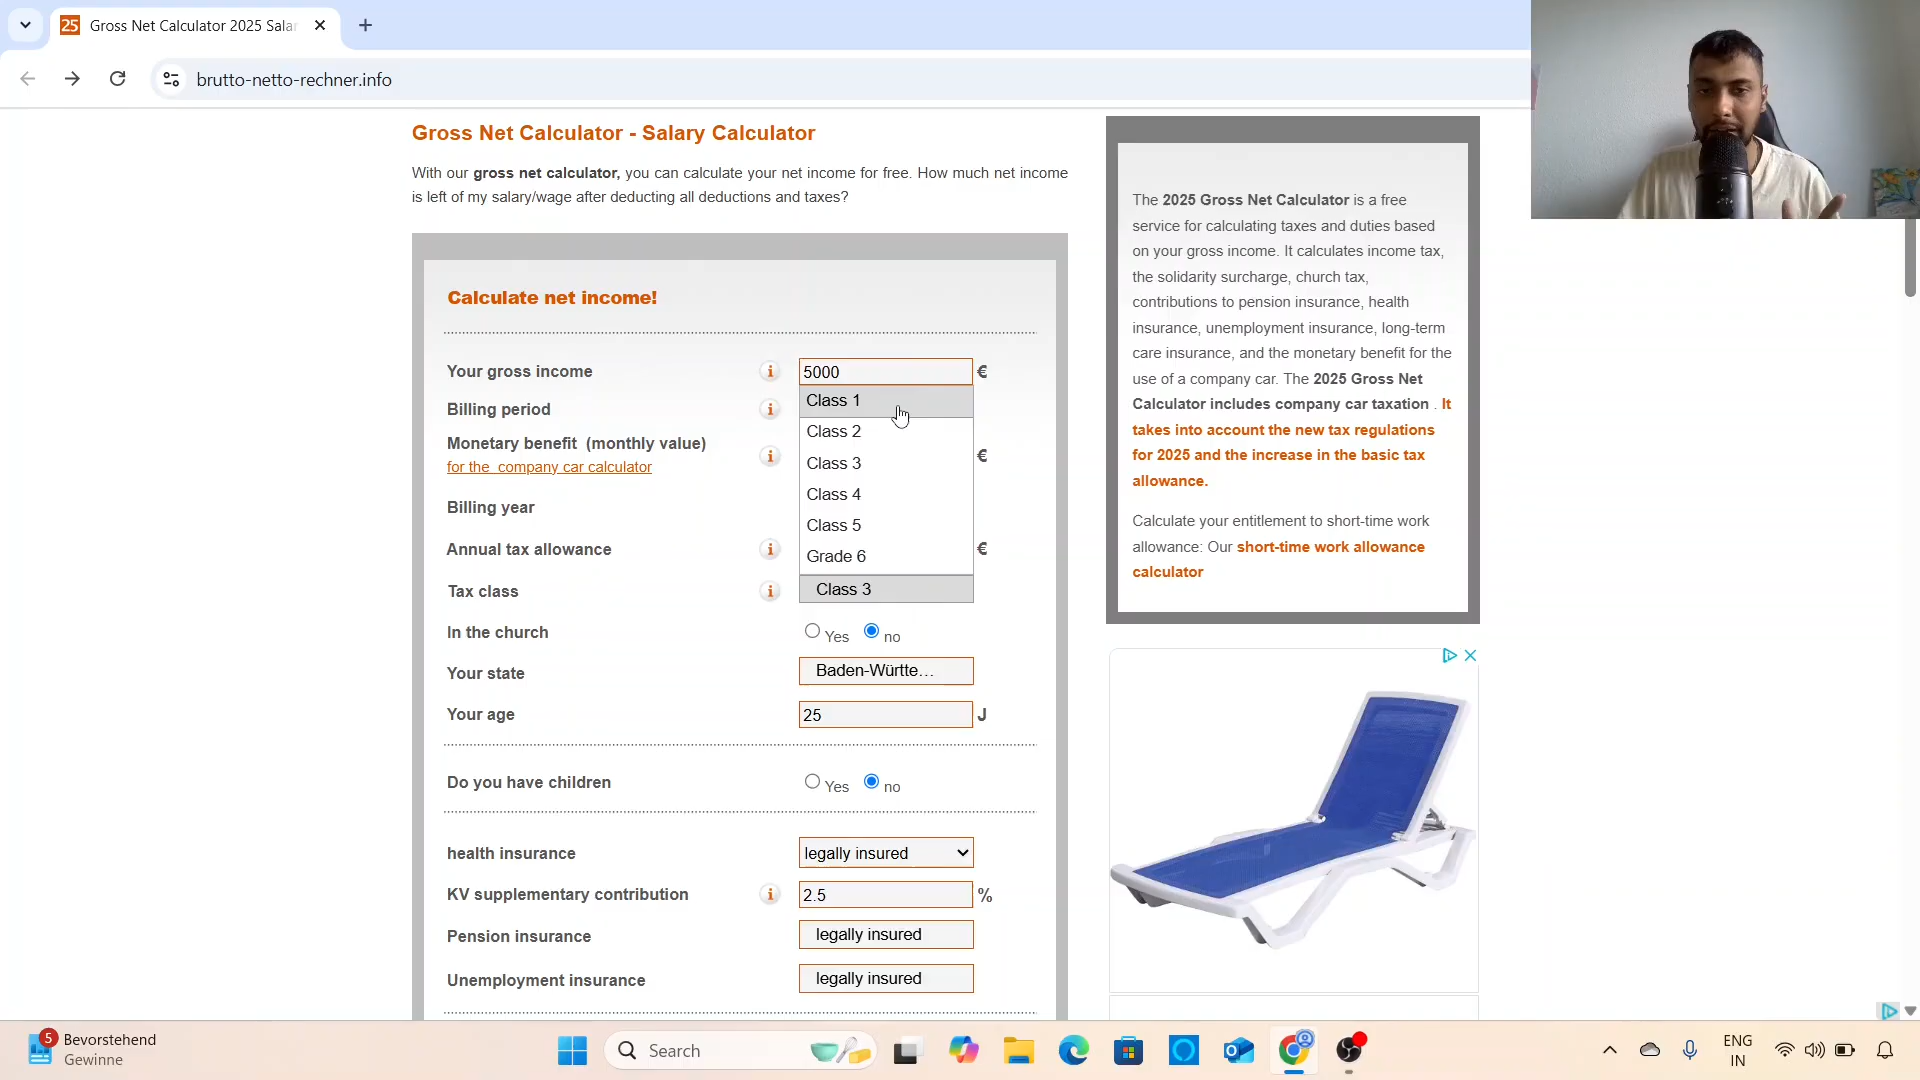 25
Gross Net Calculator 2025 Sala
brutto-netto-rechner.info
Gross Net Calculator - Salary Calculator
With our gross net calculator, you can calculate your net income for free. How much net income
is left of my salary/wage after deducting all deductions and taxes?
Calculate net income!
Your gross income
i
5000
€
Billing period
i
Monetary benefit (monthly value)
for the company car calculator
i
€
Billing year
Annual tax allowance
i
€
Class 1
Class 2
Class 3
Class 4
Class 5
Grade 6
Tax class
i
Class 3
In the church
Yes
no
Your state
Baden-Württe...
Your age
25
J
Do you have children
Yes
no
health insurance
legally insured
KV supplementary contribution
i
2.5
%
Pension insurance
legally insured
Unemployment insurance
legally insured
The 2025 Gross Net Calculator is a free
service for calculating taxes and duties based
on your gross income. It calculates income tax,
the solidarity surcharge, church tax,
contributions to pension insurance, health
insurance, unemployment insurance, long-term
care insurance, and the monetary benefit for the
use of a company car. The 2025 Gross Net
Calculator includes company car taxation . It
takes into account the new tax regulations
for 2025 and the increase in the basic tax
allowance.
Calculate your entitlement to short-time work
allowance: Our short-time work allowance
calculator
5
Bevorstehend
Gewinne
Search
ENG
IN